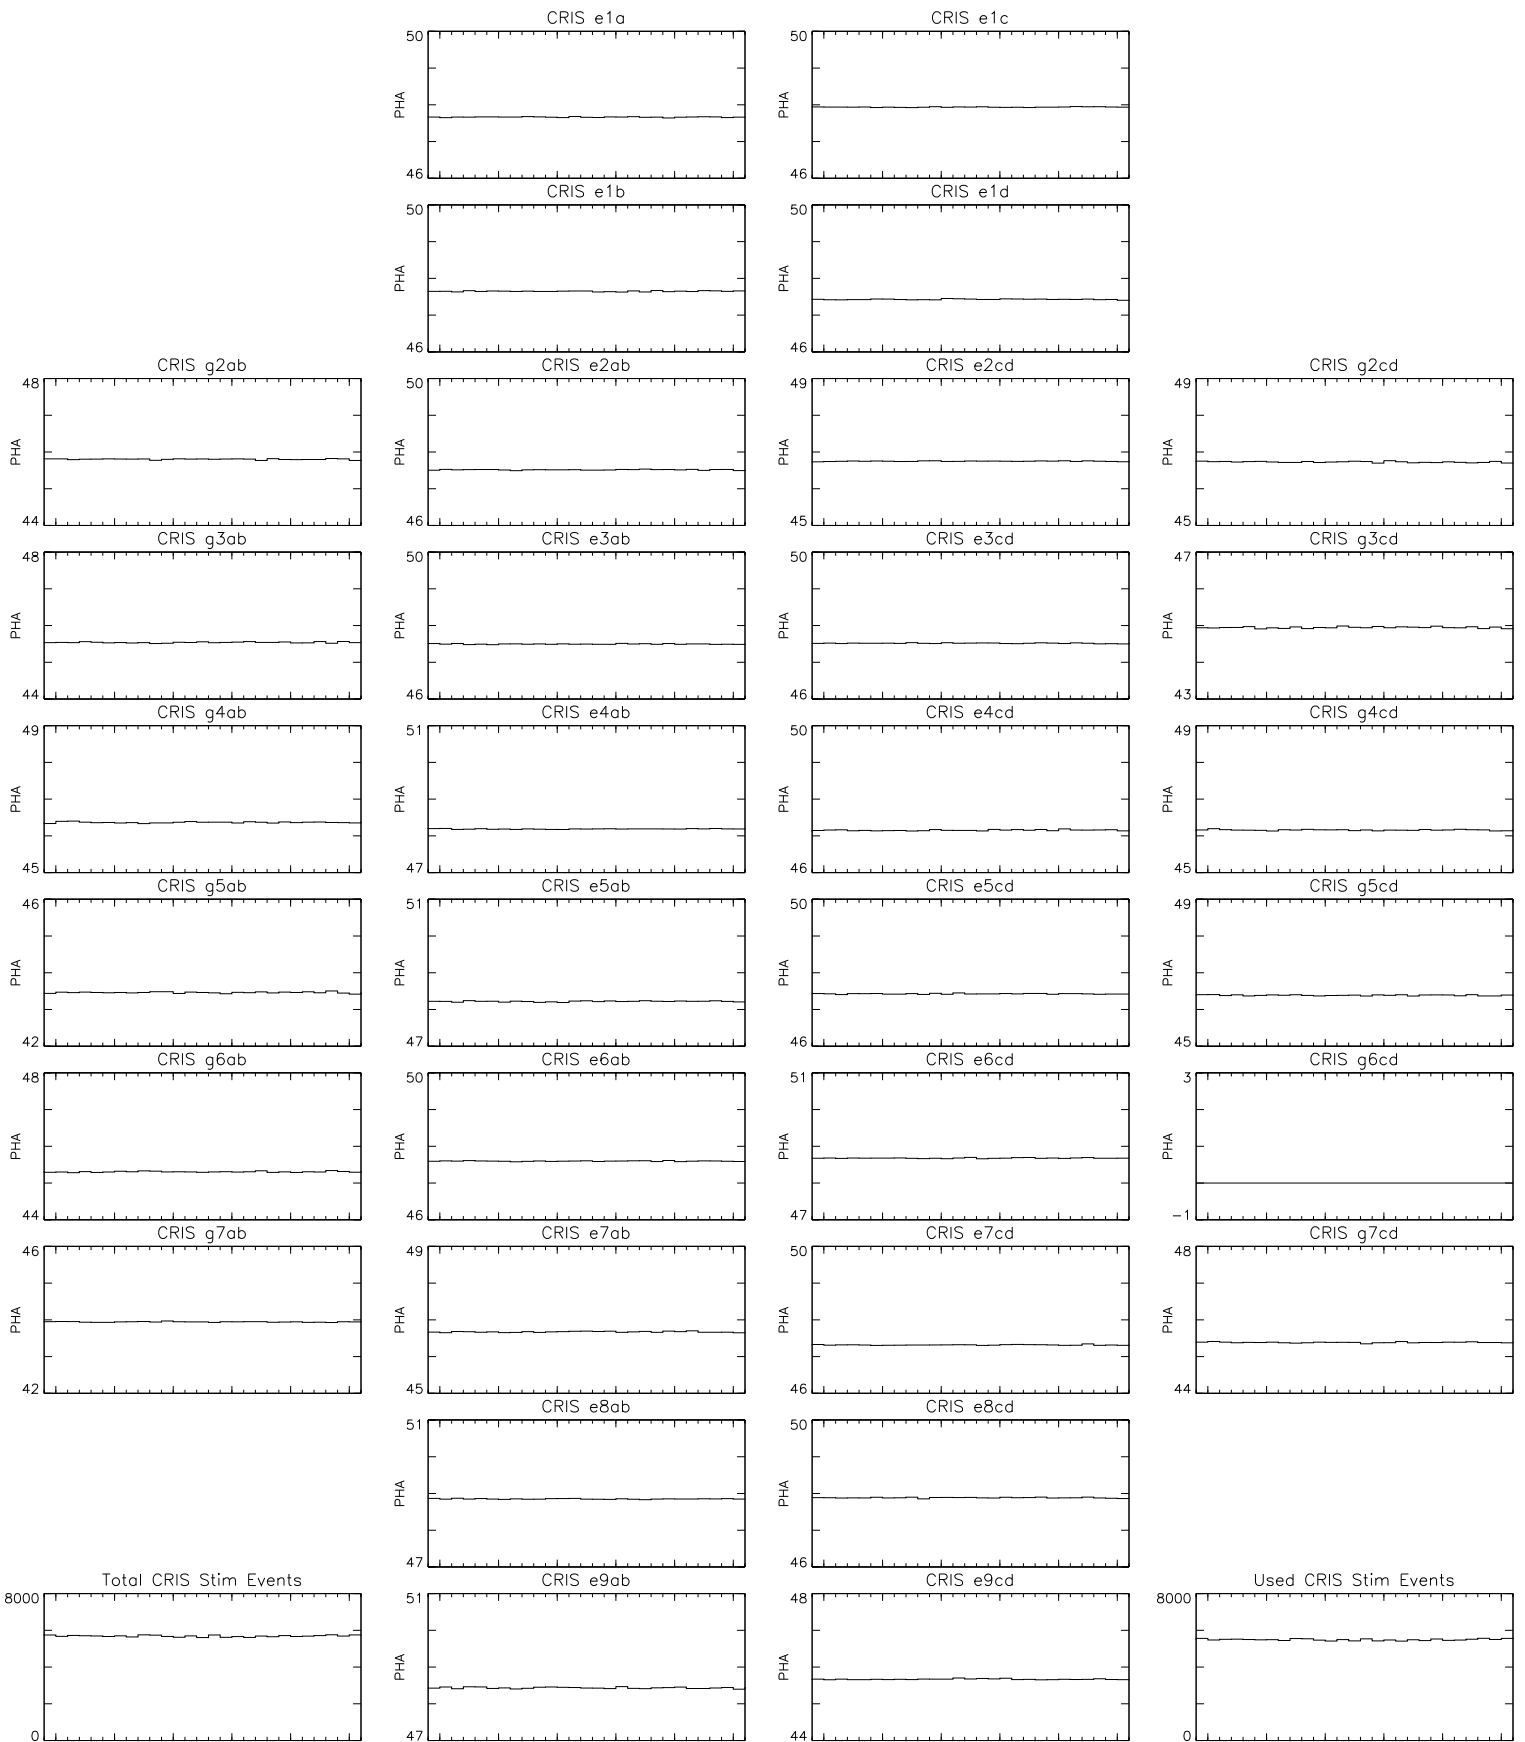 CRIS e1a
CRIS e1c
50
PHA
46
50
PHA
46
CRIS e1b
CRIS e1d
50
PHA
46
50
PHA
46
CRIS g2ab
CRIS e2ab
CRIS e2cd
CRIS g2cd
48
PHA
44
50
PHA
46
49
PHA
45
49
PHA
45
CRIS g3ab
CRIS e3ab
CRIS e3cd
CRIS g3cd
48
PHA
44
50
PHA
46
50
PHA
46
47
PHA
43
CRIS g4ab
CRIS e4ab
CRIS e4cd
CRIS g4cd
49
PHA
45
51
PHA
47
50
PHA
46
49
PHA
45
CRIS g5ab
CRIS e5ab
CRIS e5cd
CRIS g5cd
46
PHA
42
51
PHA
47
50
PHA
46
49
PHA
45
CRIS g6ab
CRIS e6ab
CRIS e6cd
CRIS g6cd
48
PHA
44
50
PHA
46
51
PHA
47
3
PHA
-1
CRIS g7ab
CRIS e7ab
CRIS e7cd
CRIS g7cd
46
PHA
42
49
PHA
45
50
PHA
46
48
PHA
44
CRIS e8ab
CRIS e8cd
51
PHA
47
50
PHA
46
Total CRIS Stim Events
CRIS e9ab
CRIS e9cd
Used CRIS Stim Events
8000
0
51
PHA
47
48
PHA
44
8000
0